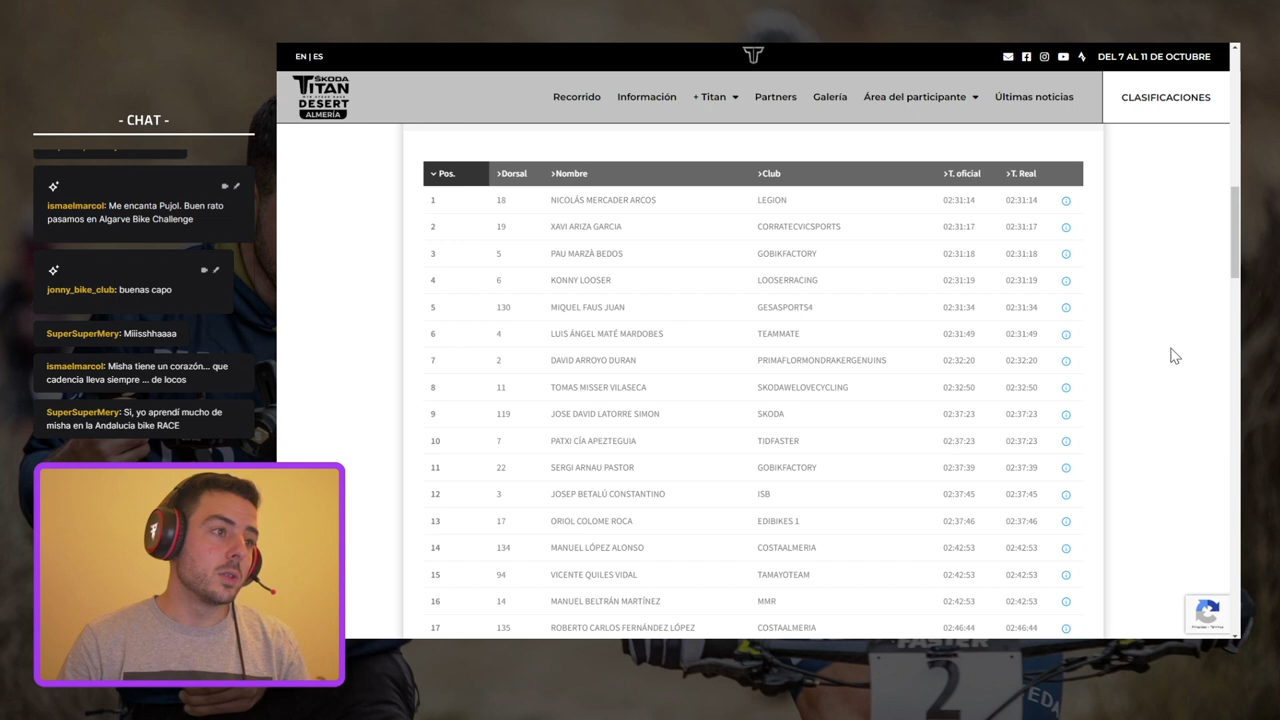 EN | ES
DEL 7 AL 11 DE OCTUBRE
ŠKODA
TITAN
DESERT
ALMERÍA
Recorrido Información + Titan Partners Galería Área del participante Últimas noticias CLASIFICACIONES
- CHAT -
ismaelmarcol: Me encanta Pujol. Buen rato
pasamos en Algarve Bike Challenge
jonny_bike_club: buenas capo
SuperSuperMery: Miiisshhaaaa
ismaelmarcol: Misha tiene un corazón... que
cadencia lleva siempre ... de locos
SuperSuperMery: Si, yo aprendí mucho de
misha en la Andalucia bike RACE
Pos. Dorsal Nombre Club T. oficial T. Real
1 18 NICOLÁS MERCADER ARCOS LEGION 02:31:14 02:31:14
2 19 XAVI ARIZA GARCIA CORRATECVICSPORTS 02:31:17 02:31:17
3 5 PAU MARZÀ BEDOS GOBIKFACTORY 02:31:18 02:31:18
4 6 KONNY LOOSER LOOSERRACING 02:31:19 02:31:19
5 130 MIQUEL FAUS JUAN GESASPORTS4 02:31:34 02:31:34
6 4 LUIS ÁNGEL MATÉ MARDOBES TEAMMATE 02:31:49 02:31:49
7 2 DAVID ARROYO DURAN PRIMAFLORMONDRAKERGENUINS 02:32:20 02:32:20
8 11 TOMAS MISSER VILASECA SKODAWELOVECYCLING 02:32:50 02:32:50
9 119 JOSE DAVID LATORRE SIMON SKODA 02:37:23 02:37:23
10 7 PATXI CÍA APEZTEGUIA TIDFASTER 02:37:23 02:37:23
11 22 SERGI ARNAU PASTOR GOBIKFACTORY 02:37:39 02:37:39
12 3 JOSEP BETALÚ CONSTANTINO ISB 02:37:45 02:37:45
13 17 ORIOL COLOME ROCA EDIBIKES 1 02:37:46 02:37:46
14 134 MANUEL LÓPEZ ALONSO COSTAALMERIA 02:42:53 02:42:53
15 94 VICENTE QUILES VIDAL TAMAYOTEAM 02:42:53 02:42:53
16 14 MANUEL BELTRÁN MARTÍNEZ MMR 02:42:53 02:42:53
17 135 ROBERTO CARLOS FERNÁNDEZ LÓPEZ COSTAALMERIA 02:46:44 02:46:44
2